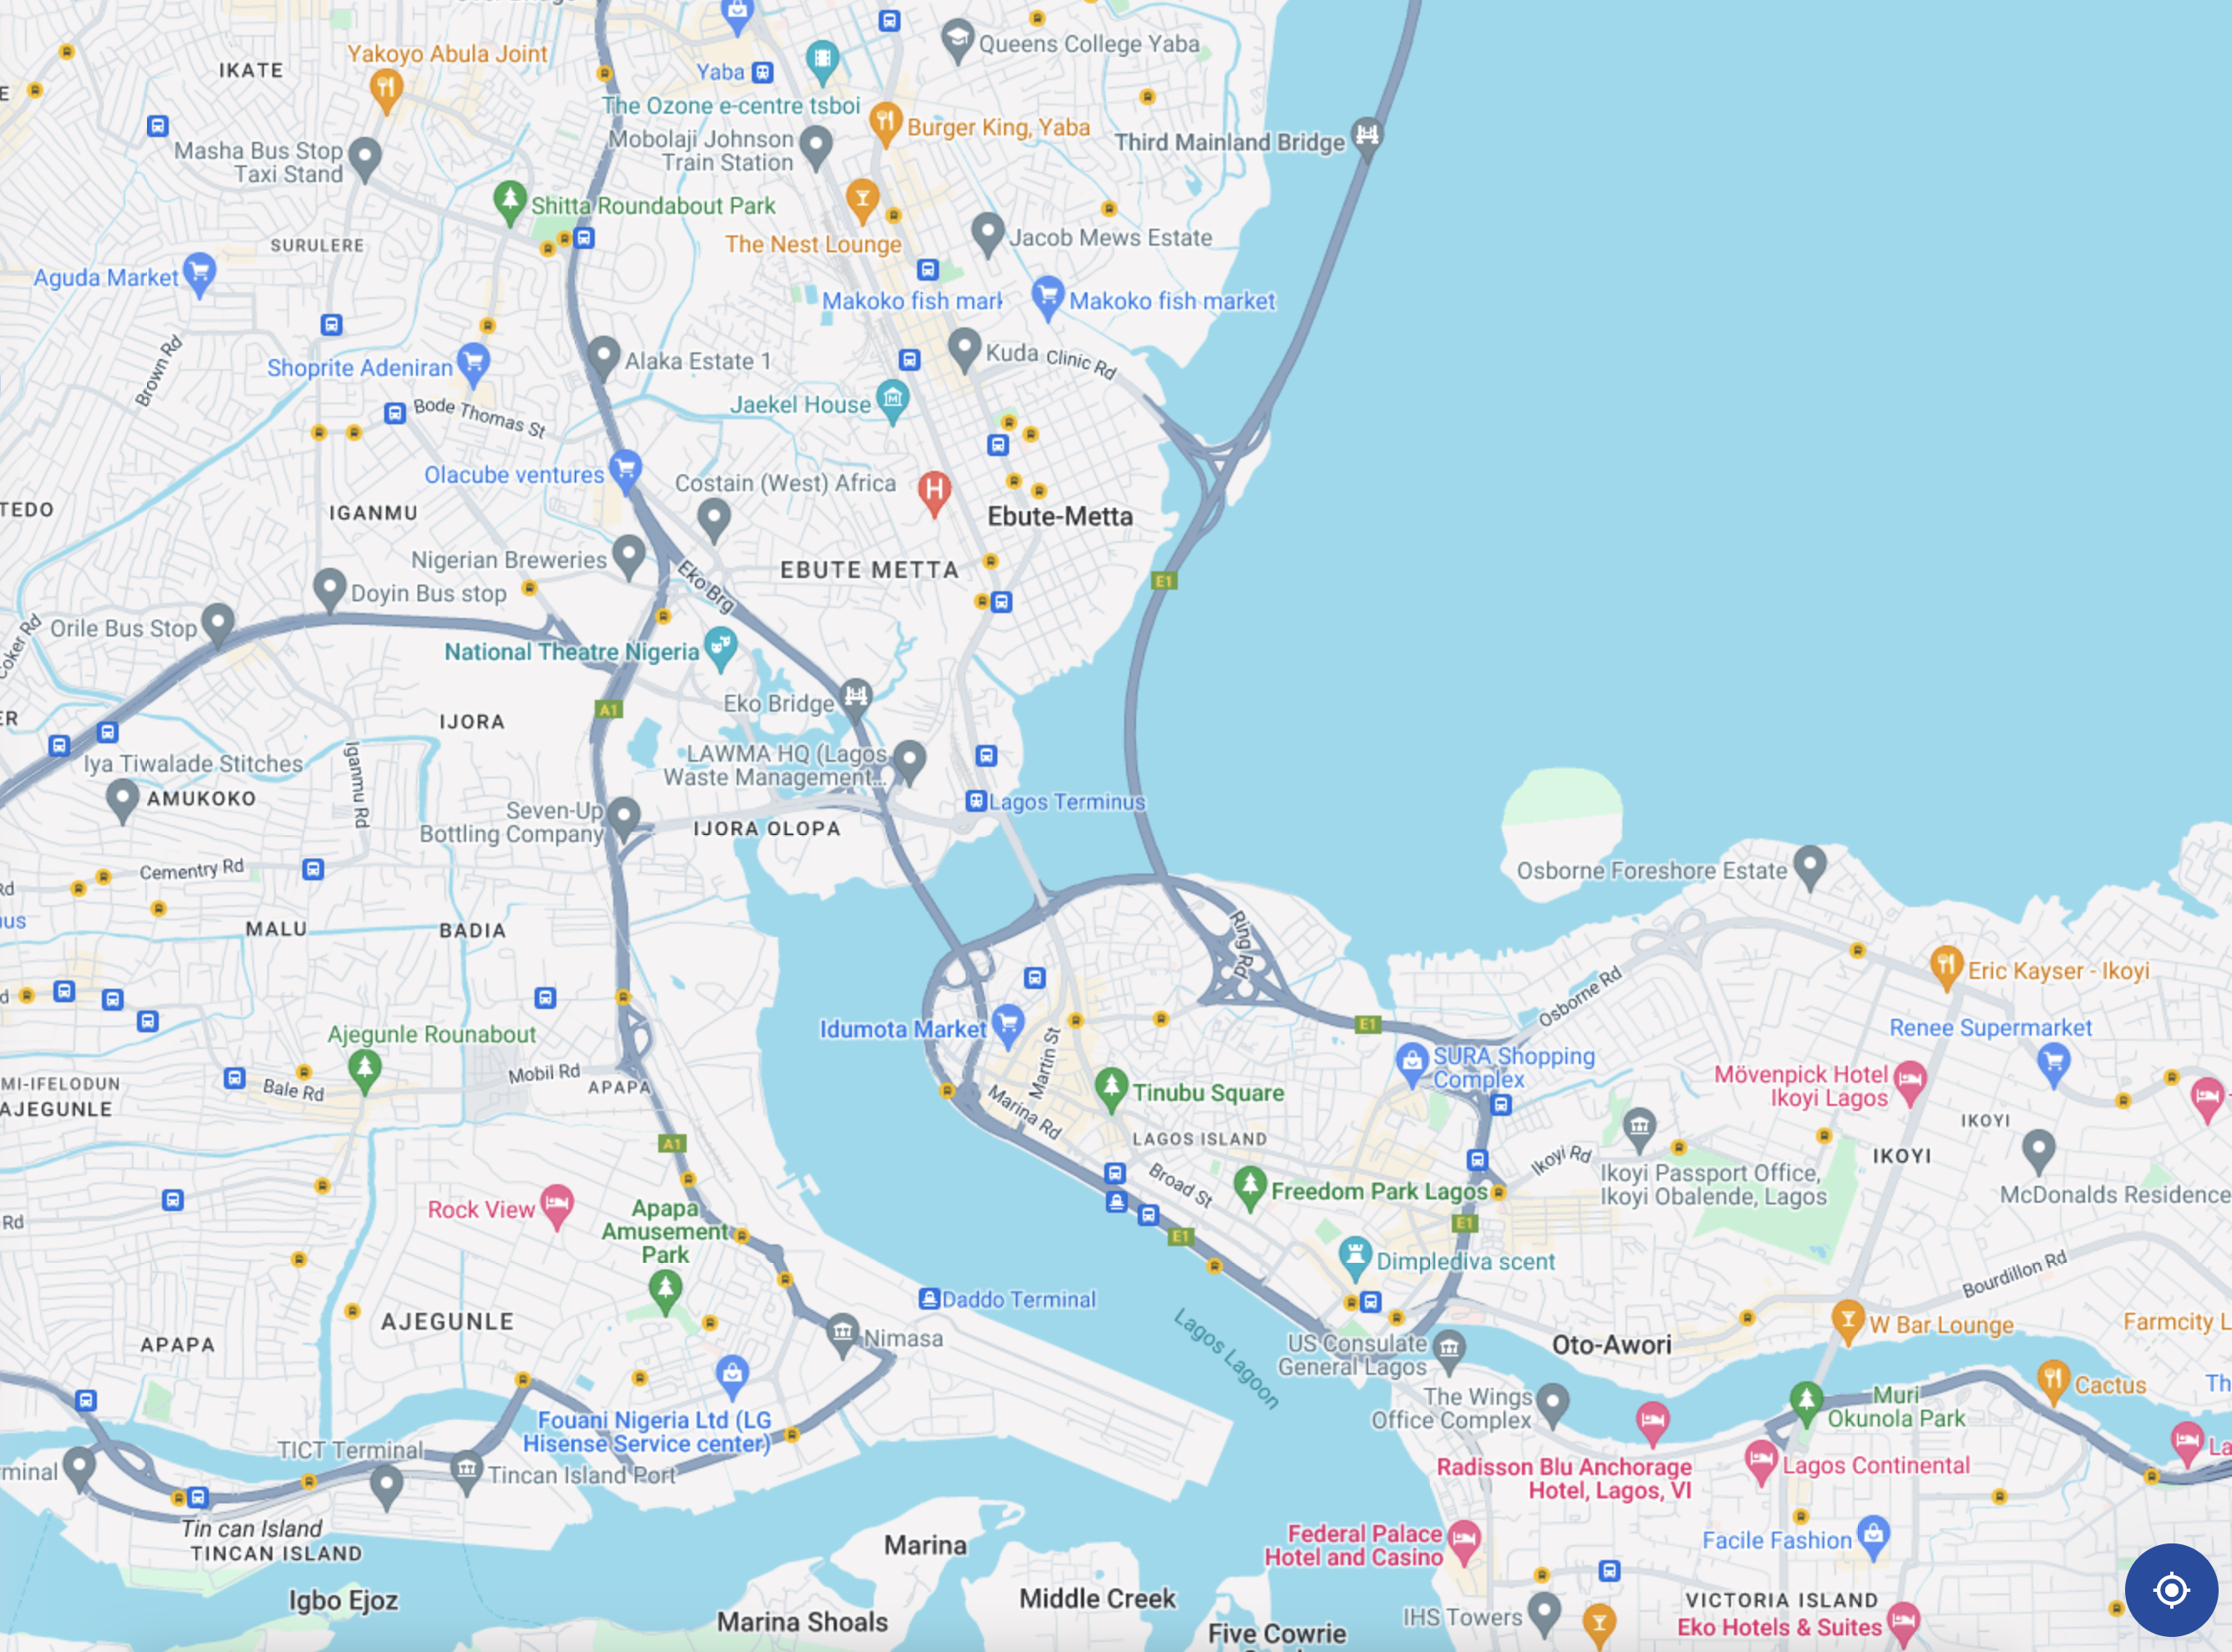 Yakoyo Abula Joint
IKATE
Queens College Yaba
Yaba
The Ozone e-centre tsboi
Burger King, Yaba
Mobolaji Johnson
Train Station
Third Mainland Bridge
Masha Bus Stop
Taxi Stand
Shitta Roundabout Park
The Nest Lounge
Jacob Mews Estate
SURULERE
Aguda Market
Makoko fish mark
Makoko fish market
Brown Rd
Shoprite Adeniran
Alaka Estate 1
Kuda
Clinic Rd
Bode Thomas St
Jaekel House
Olacube ventures
Costain (West) Africa
H
TEDO
IGANMU
Ebute-Metta
Nigerian Breweries
Eko Brg
EBUTE METTA
E1
Doyin Bus stop
Orile Bus Stop
oker Rd
National Theatre Nigeria
Eko Bridge
A1
ER
IJORA
Iya Tiwalade Stitches
AMUKOKO
Iganmu Rd
LAWMA HQ (Lagos
Waste Management...
Lagos Terminus
Seven-Up
Bottling Company
IJORA OLOPA
Cementry Rd
Rd
Osborne Foreshore Estate
us
MALU
BADIA
Ring Rd
Osborne Rd
Eric Kayser - Ikoyi
d
Ajegunle Rounabout
Idumota Market
Martin St
E1
Renee Supermarket
SURA Shopping
Complex
Mövenpick Hotel
Ikoyi Lagos
MI-IFELODUN
AJEGUNLE
Bale Rd
Mobil Rd
APAPA
Marina Rd
Tinubu Square
A1
LAGOS ISLAND
IKOYI
IKOYI
Ikoyi Rd
Ikoyi Passport Office,
Ikoyi Obalende, Lagos
McDonalds Residence
Broad St
Freedom Park Lagos
Rock View
Rd
Apapa
Amusement
Park
E1
E1
Dimplediva scent
Bourdillon Rd
Daddo Terminal
Lagos Lagoon
AJEGUNLE
APAPA
Nimasa
US Consulate
General Lagos
Oto-Awori
W Bar Lounge
Farmcity L
The Wings
Office Complex
Muri
Okunola Park
Cactus
Th
Fouani Nigeria Ltd (LG
Hisense Service center)
TICT Terminal
rminal
Tincan Island Port
Radisson Blu Anchorage
Hotel, Lagos, VI
Lagos Continental
La
Tin can Island
TINCAN ISLAND
Marina
Federal Palace
Hotel and Casino
Facile Fashion
Igbo Ejoz
Marina Shoals
Middle Creek
Five Cowrie
IHS Towers
VICTORIA ISLAND
Eko Hotels & Suites